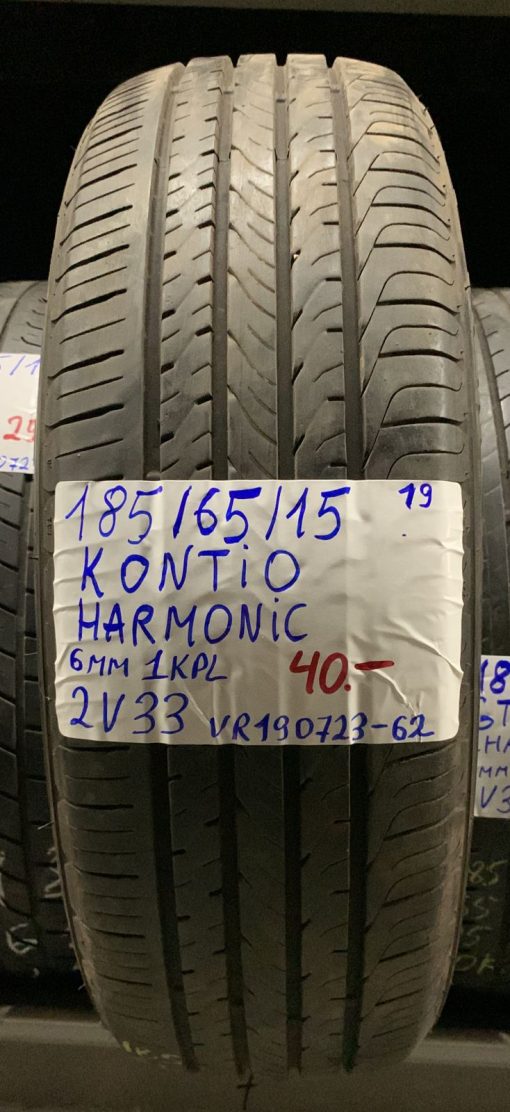 185/65/15 19
KONTiO
HARMONiC
6MM 1KPL 40.-
2V33 VR190723-62